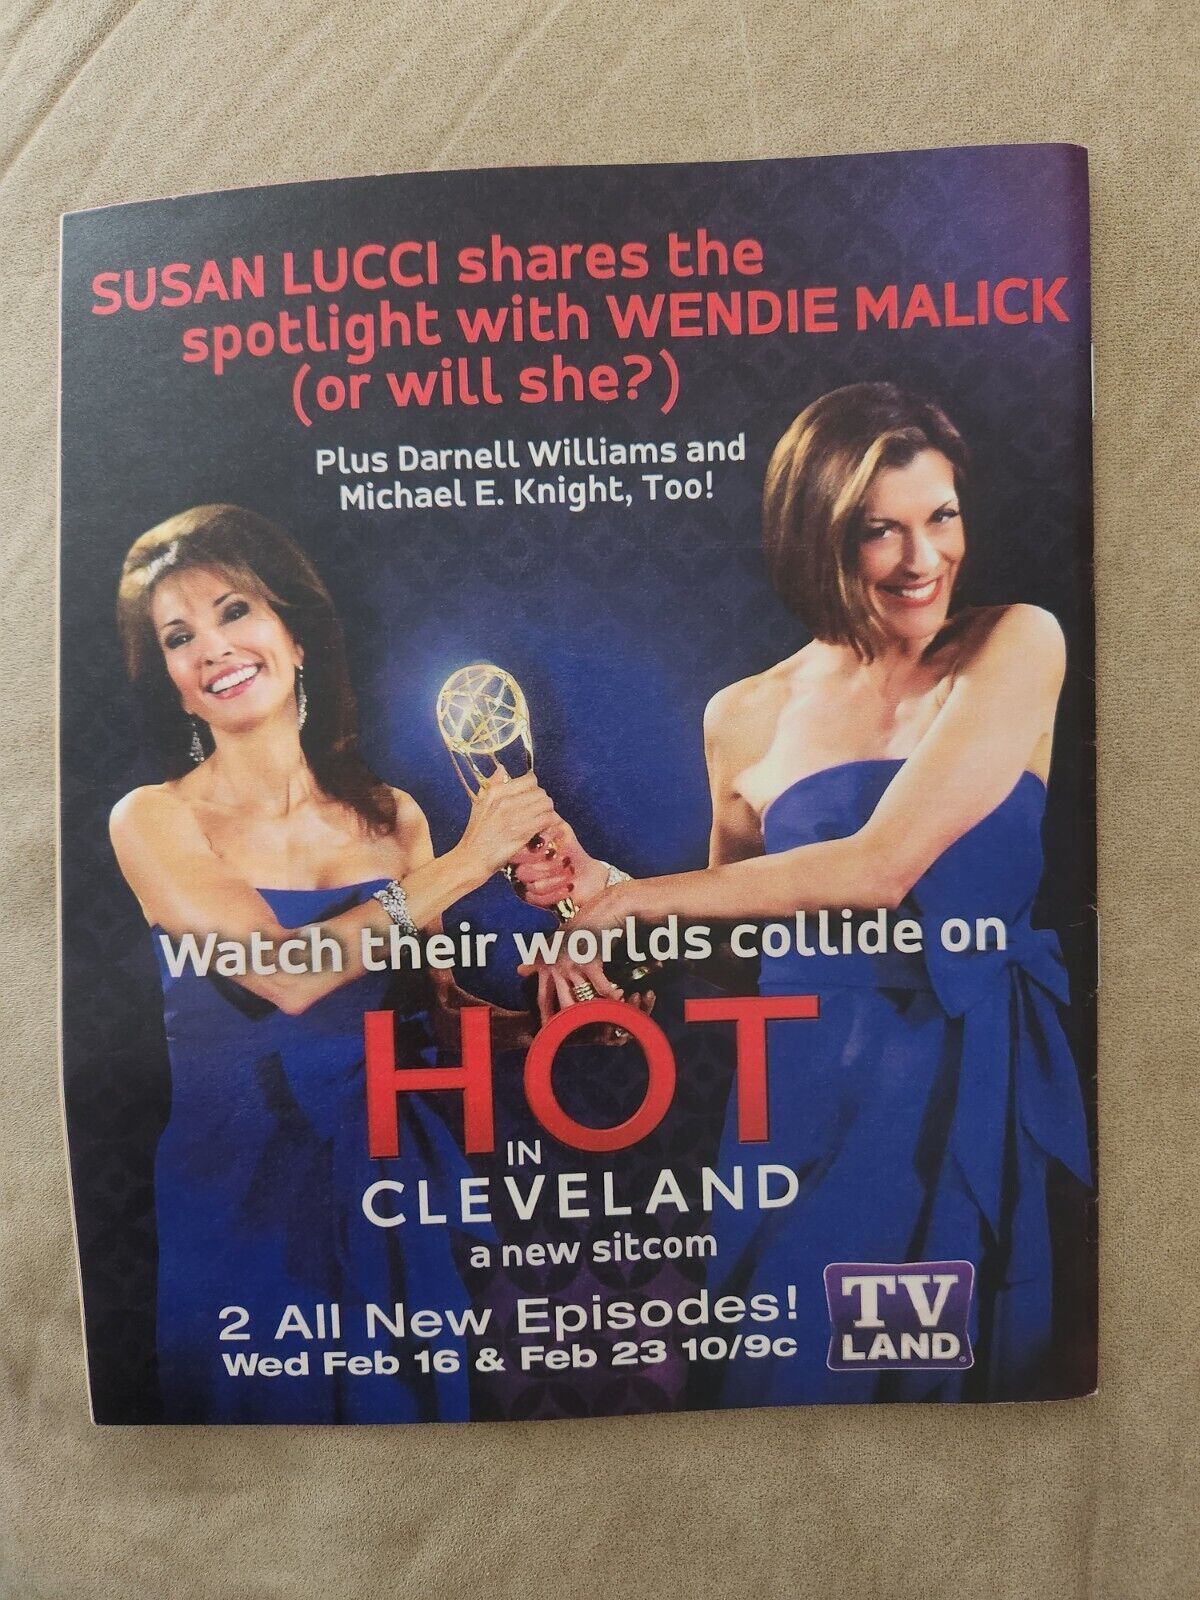 SUSAN LUCCI shares the
spotlight with WENDIE MALICK
(or will she?)
Plus Darnell Williams and
Michael E. Knight, Too!
Watch their worlds collide on
HOT
IN
CLEVELAND
a new sitcom
2 All New Episodes!
Wed Feb 16 & Feb 23 10/9c
TV
LAND®